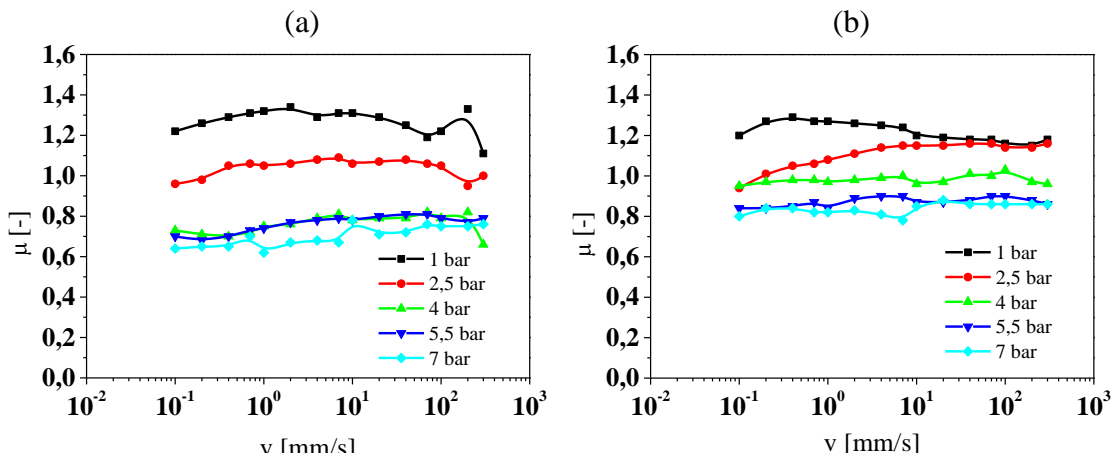 (a)
1,6
1,4
1,2
1,0
0,8
0,6
0,4
0,2
0,0
μ [-]
1 bar
2,5 bar
4 bar
5,5 bar
7 bar
10-2 10-1 100 101 102 103
v [mm/s]
(b)
1,6
1,4
1,2
1,0
0,8
0,6
0,4
0,2
0,0
μ [-]
1 bar
2,5 bar
4 bar
5,5 bar
7 bar
10-2 10-1 100 101 102 103
v [mm/s]